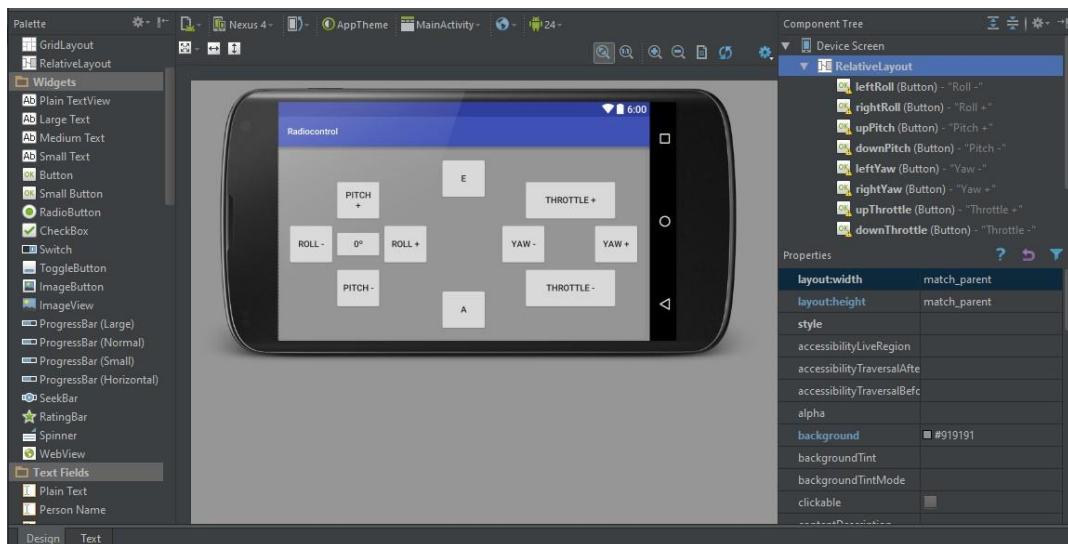 Palette
Nexus 4
AppTheme
MainActivity
24
Component Tree
GridLayout
RelativeLayout
Widgets
Plain TextView
Large Text
Medium Text
Small Text
Button
Small Button
RadioButton
CheckBox
Switch
ToggleButton
ImageButton
ImageView
ProgressBar (Large)
ProgressBar (Normal)
ProgressBar (Small)
ProgressBar (Horizontal)
SeekBar
RatingBar
Spinner
WebView
Text Fields
Plain Text
Person Name
Design Text
6:00
Radiocontrol
E
PITCH
+
THROTTLE +
ROLL - 0º ROLL + YAW - YAW +
PITCH - THROTTLE -
A
Device Screen
RelativeLayout
leftRoll (Button) - "Roll -"
rightRoll (Button) - "Roll +"
upPitch (Button) - "Pitch +"
downPitch (Button) - "Pitch -"
leftYaw (Button) - "Yaw -"
rightYaw (Button) - "Yaw +"
upThrottle (Button) - "Throttle +"
downThrottle (Button) - "Throttle -"
Properties
layout:width match_parent
layout:height match_parent
style
accessibilityLiveRegion
accessibilityTraversalAfte
accessibilityTraversalBefo
alpha
background #919191
backgroundTint
backgroundTintMode
clickable